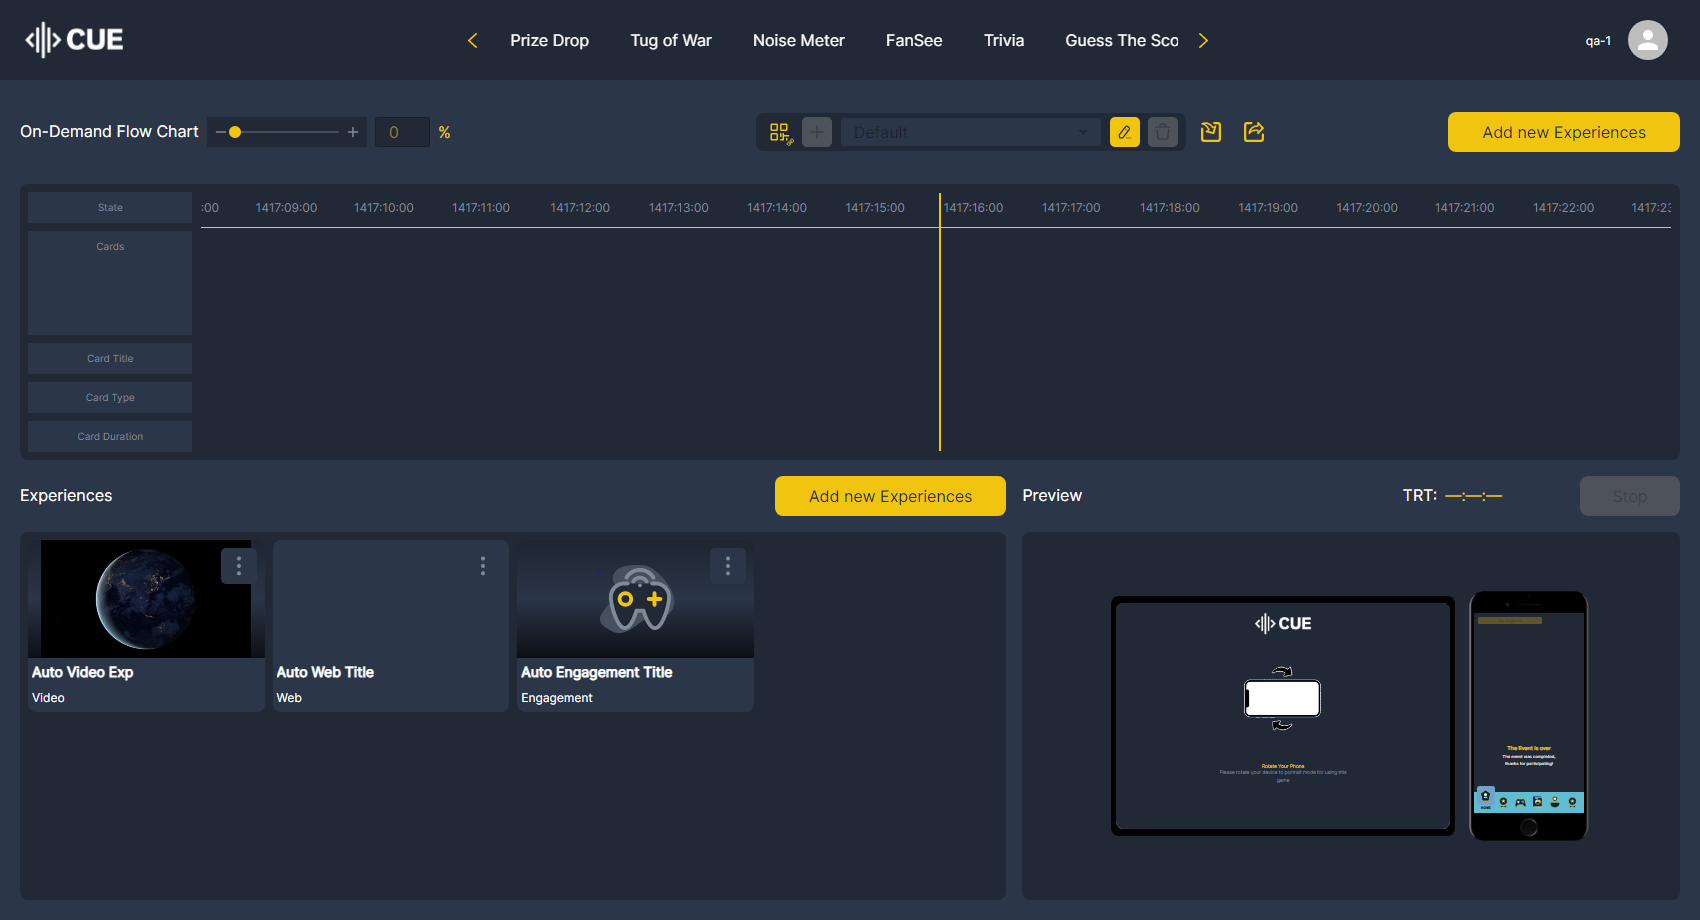 CUE
Prize Drop
Tug of War
Noise Meter
FanSee
Trivia
Guess The Sco
qa-1
On-Demand Flow Chart
0
%
Default
Add new Experiences
State
:00
1417:09:00
1417:10:00
1417:11:00
1417:12:00
1417:13:00
1417:14:00
1417:15:00
1417:16:00
1417:17:00
1417:18:00
1417:19:00
1417:20:00
1417:21:00
1417:22:00
1417:23
Cards
Card Title
Card Type
Card Duration
Experiences
Add new Experiences
Preview
TRT: —:—:—
Stop
Auto Video Exp
Video
Auto Web Title
Web
Auto Engagement Title
Engagement
CUE
Rotate Your Phone
Please rotate your device to portrait mode for using this
game
The Event is over
The event was completed,
thanks for participating!
HOME